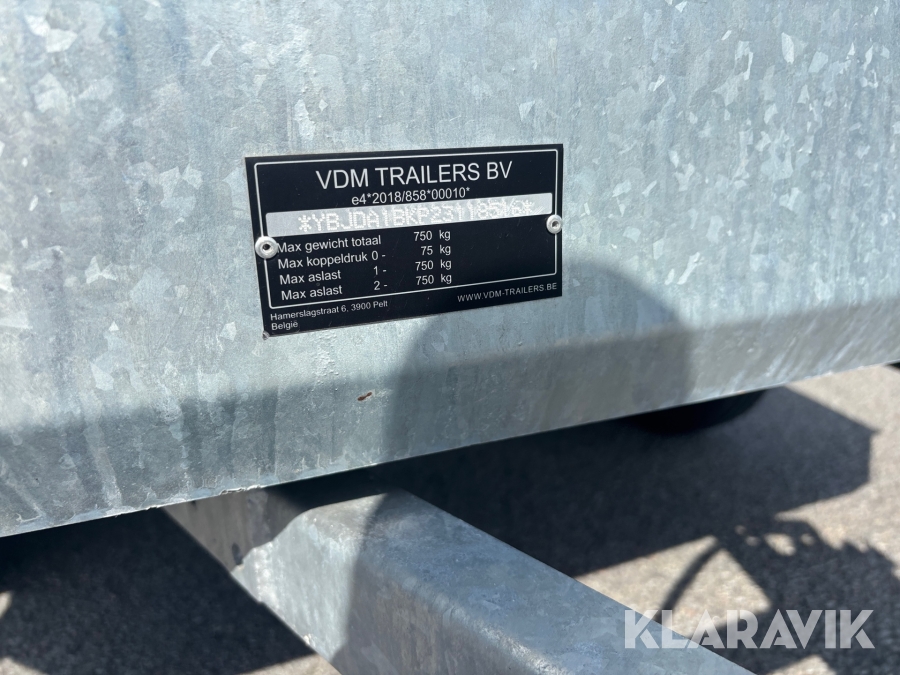 VDM TRAILERS BV
e4*2018/858*00010*
*YBJDA1BKP23118516*
Max gewicht totaal 750 kg
Max koppeldruk 0 - 75 kg
Max aslast 1 - 750 kg
Max aslast 2 - 750 kg
Hamerslagstraat 6, 3900 Pelt
België
WWW.VDM-TRAILERS.BE
KLARAVIK